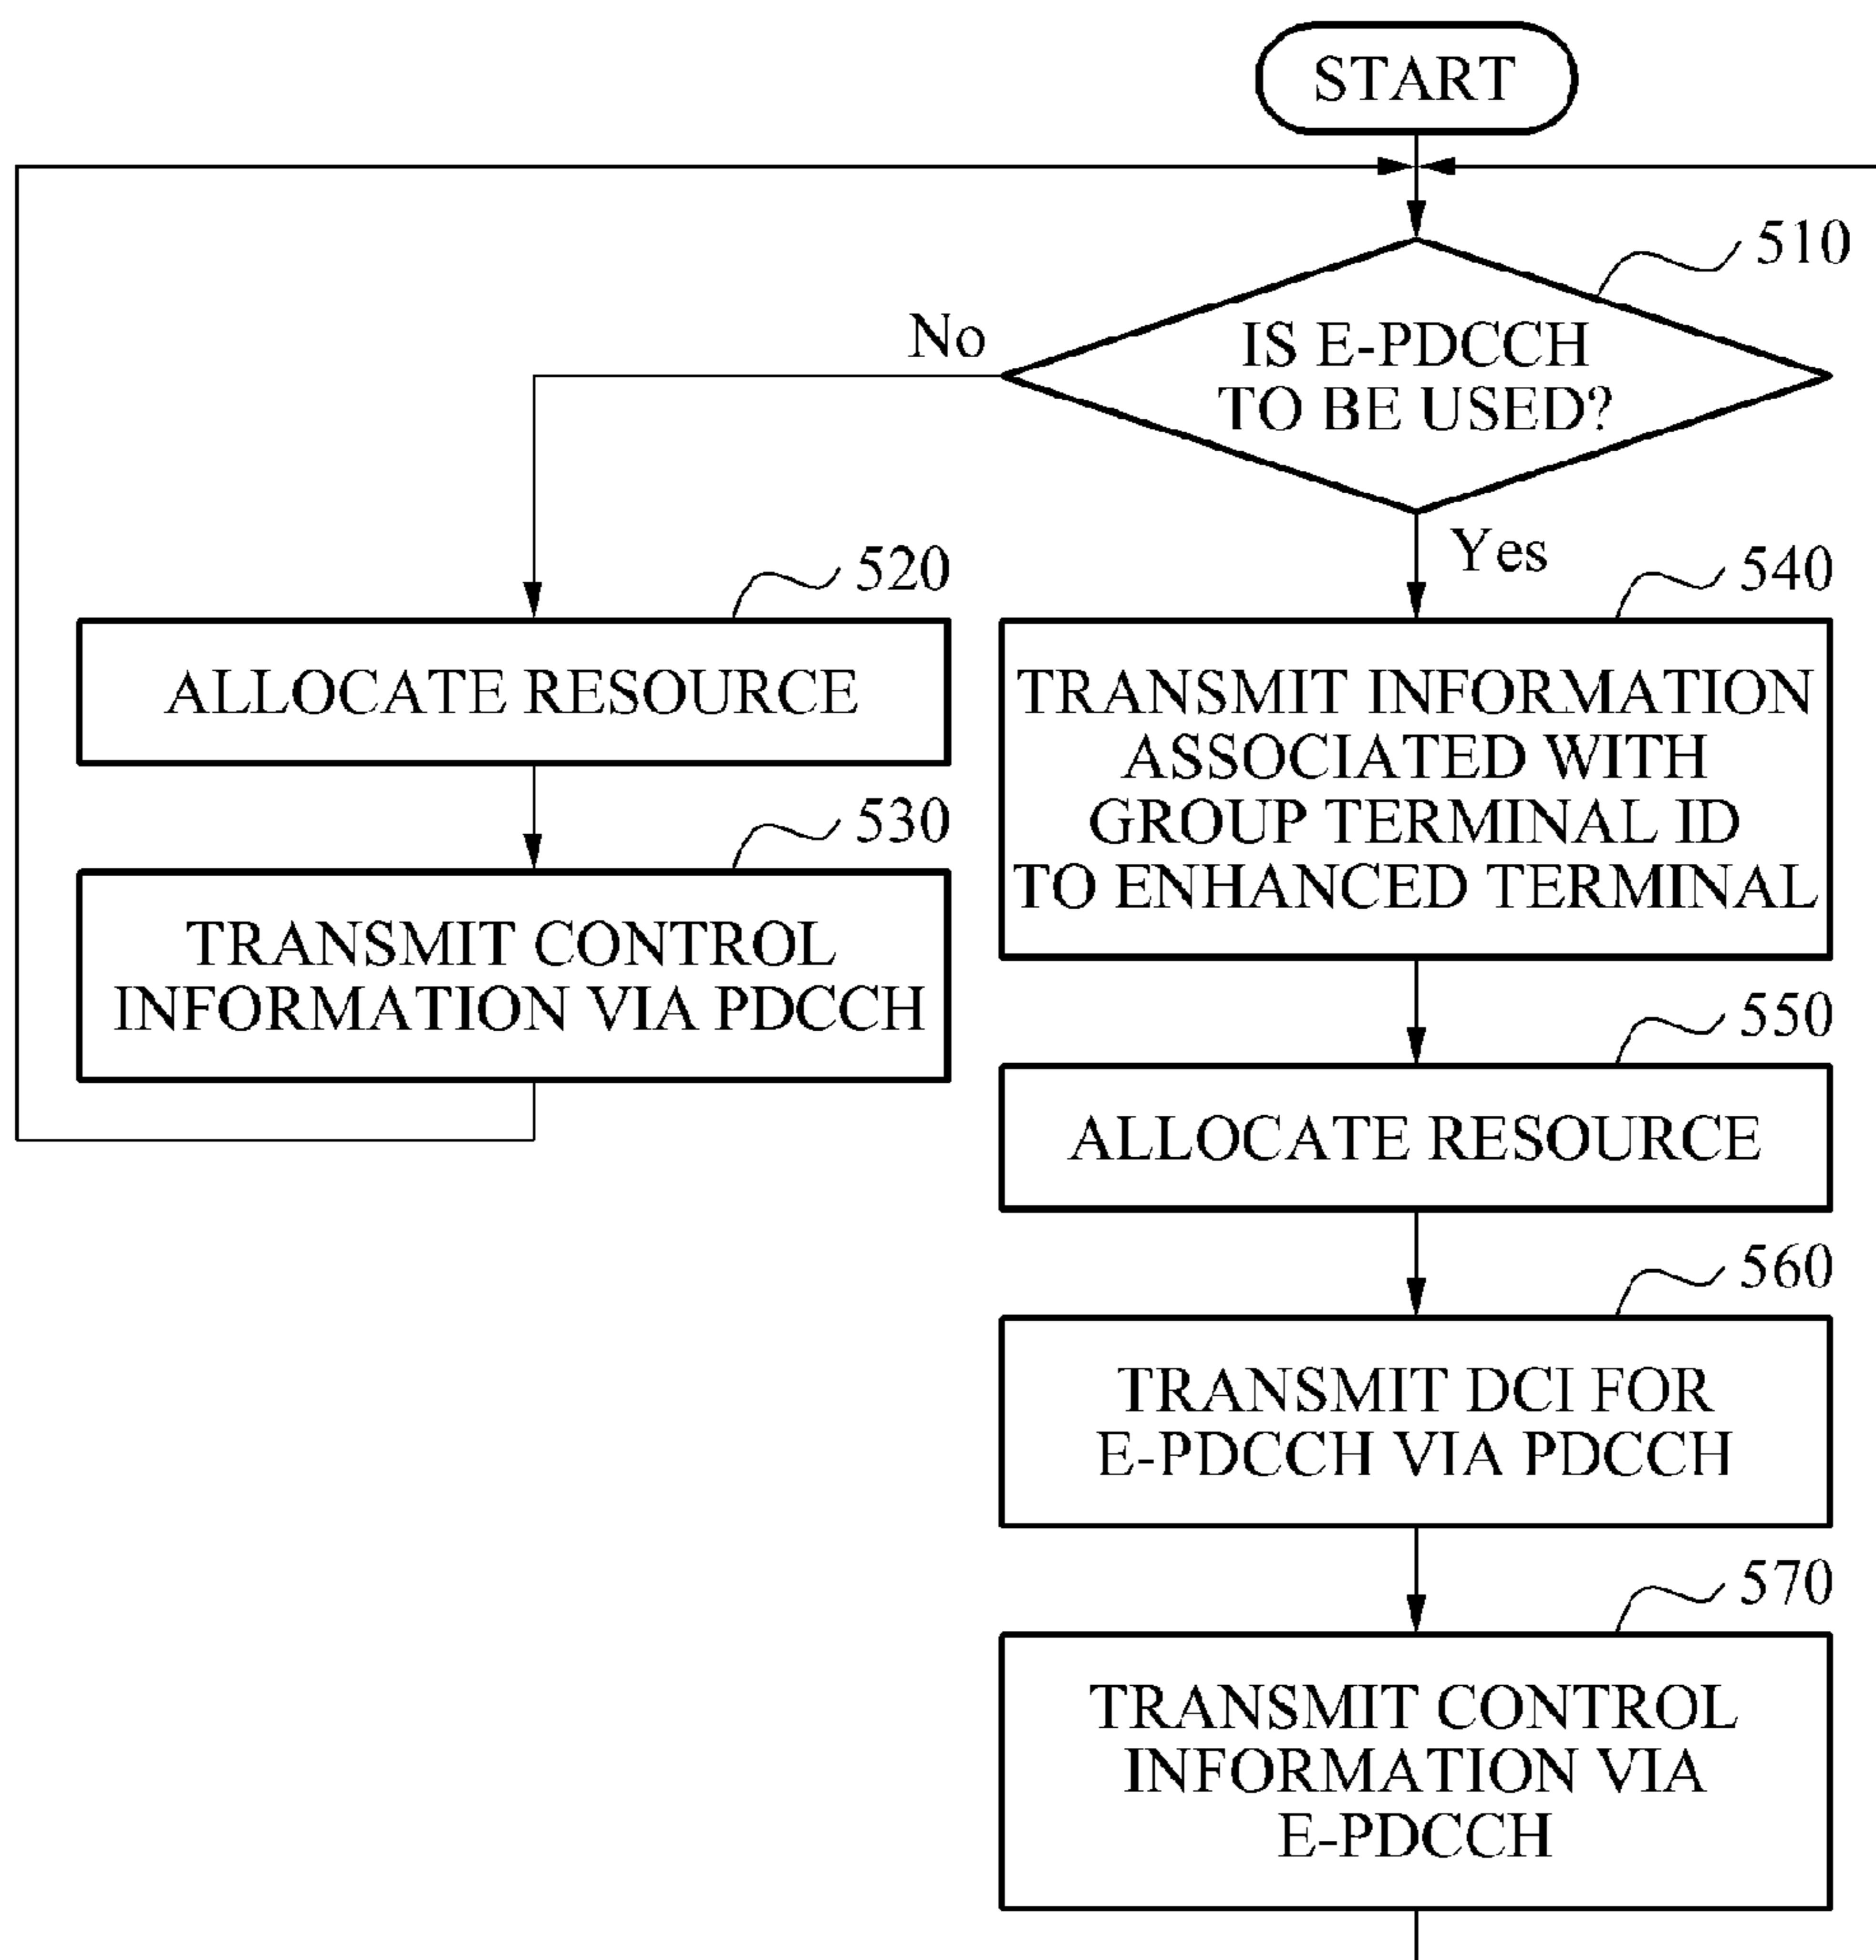 START
510
IS E-PDCCH
TO BE USED?
No
Yes
520
ALLOCATE RESOURCE
530
TRANSMIT CONTROL
INFORMATION VIA PDCCH
540
TRANSMIT INFORMATION
ASSOCIATED WITH
GROUP TERMINAL ID
TO ENHANCED TERMINAL
550
ALLOCATE RESOURCE
560
TRANSMIT DCI FOR
E-PDCCH VIA PDCCH
570
TRANSMIT CONTROL
INFORMATION VIA
E-PDCCH